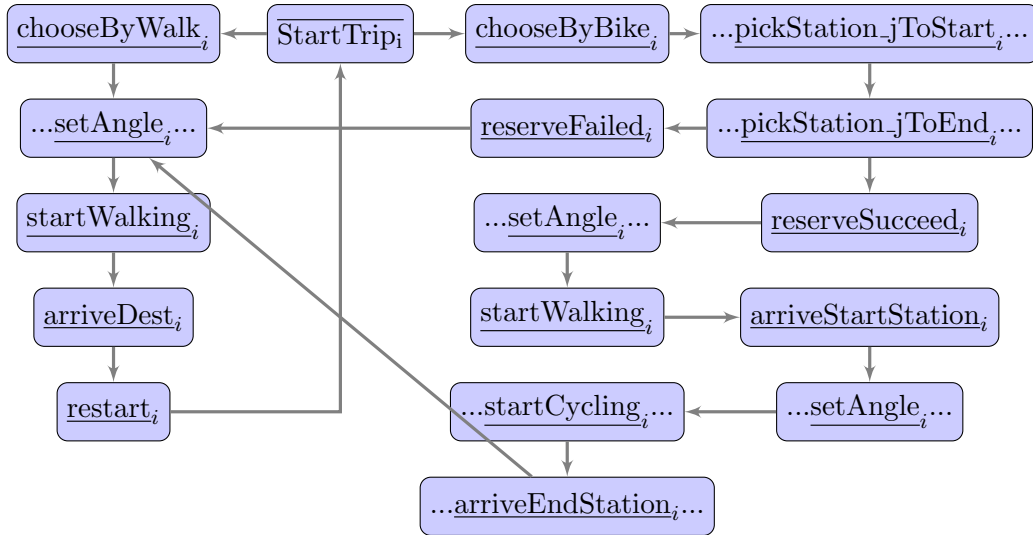 chooseByWalk_i
StartTrip_i
chooseByBike_i
...pickStation_jToStart_i...
...setAngle_i...
reserveFailed_i
...pickStation_jToEnd_i...
startWalking_i
...setAngle_i...
reserveSucceed_i
arriveDest_i
startWalking_i
arriveStartStation_i
restart_i
...startCycling_i...
...setAngle_i...
...arriveEndStation_i...